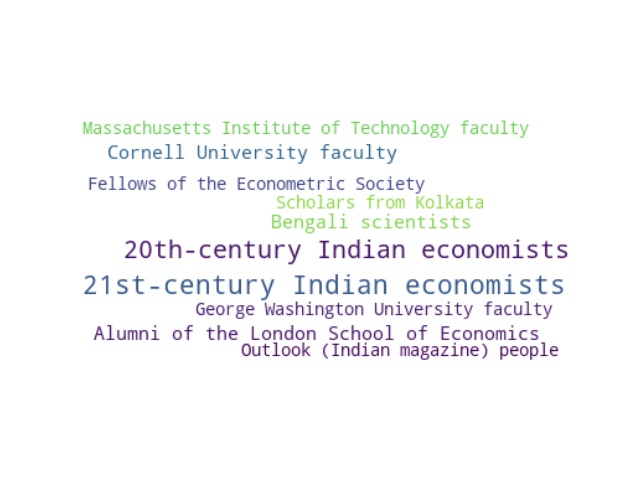 Massachusetts Institute of Technology faculty
Cornell University faculty
Fellows of the Econometric Society
Scholars from Kolkata
Bengali scientists
20th-century Indian economists
21st-century Indian economists
George Washington University faculty
Alumni of the London School of Economics
Outlook (Indian magazine) people